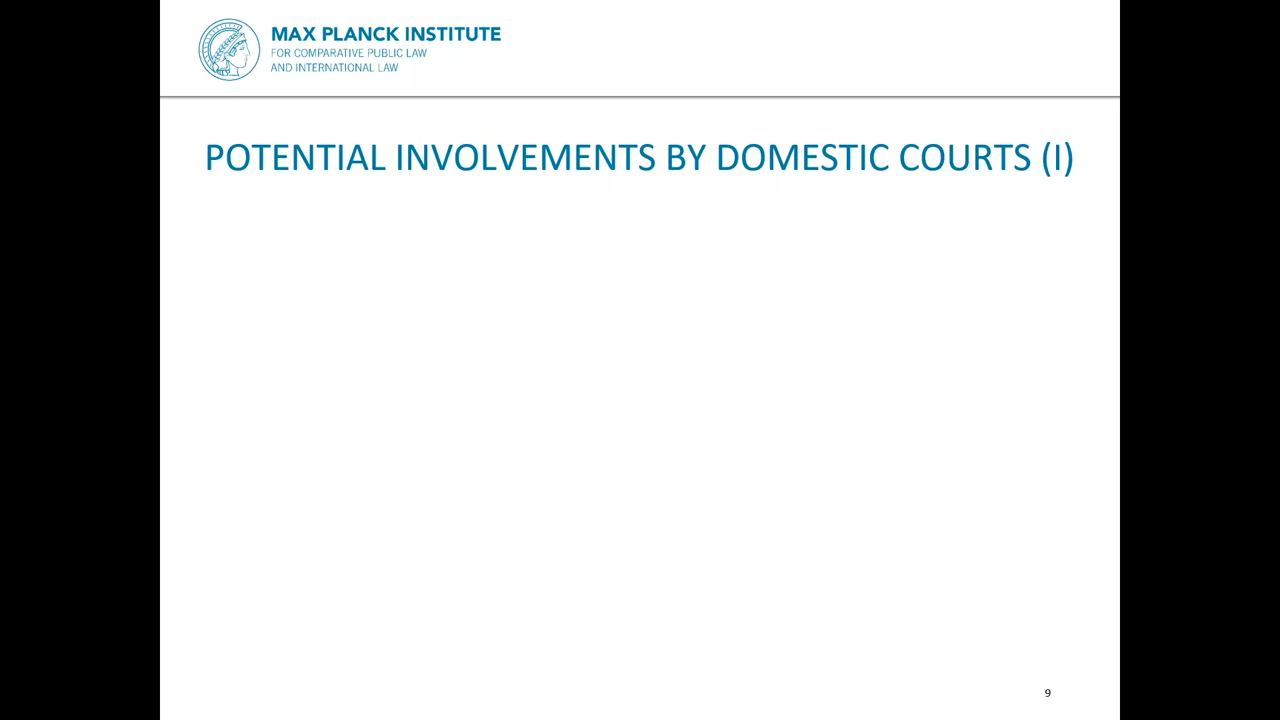 MAX PLANCK INSTITUTE
FOR COMPARATIVE PUBLIC LAW
AND INTERNATIONAL LAW
POTENTIAL INVOLVEMENTS BY DOMESTIC COURTS (I)
9